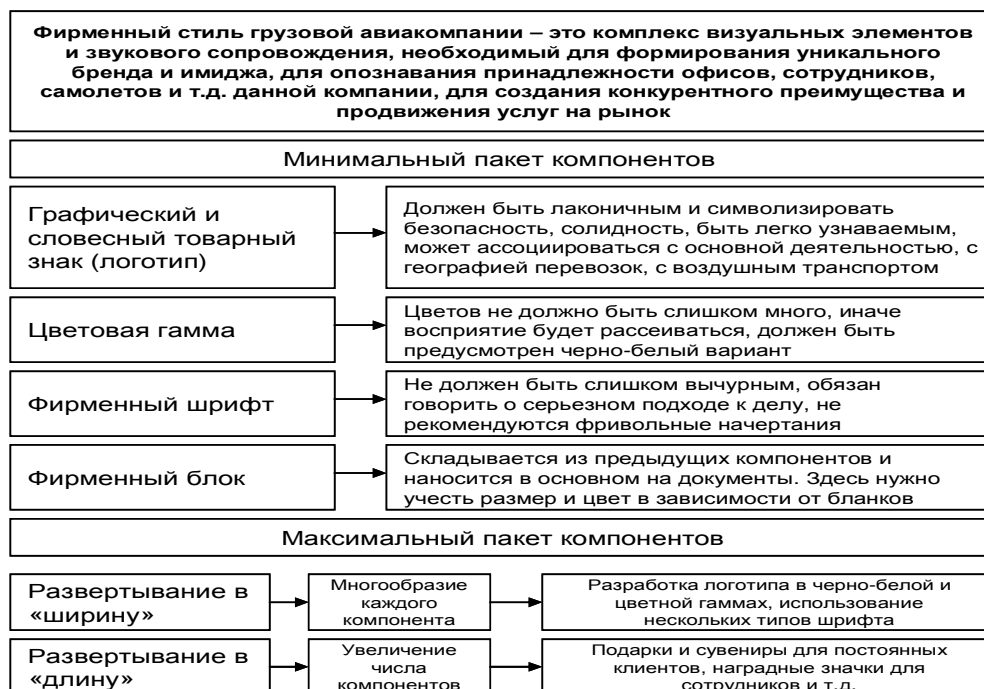 Фирменный стиль грузовой авиакомпании – это комплекс визуальных элементов
и звукового сопровождения, необходимый для формирования уникального
бренда и имиджа, для опознавания принадлежности офисов, сотрудников,
самолетов и т.д. данной компании, для создания конкурентного преимущества и
продвижения услуг на рынок
Минимальный пакет компонентов
Графический и
словесный товарный
знак (логотип)
Должен быть лаконичным и символизировать
безопасность, солидность, быть легко узнаваемым,
может ассоциироваться с основной деятельностью, с
географией перевозок, с воздушным транспортом
Цветовая гамма
Цветов не должно быть слишком много, иначе
восприятие будет рассеиваться, должен быть
предусмотрен черно-белый вариант
Фирменный шрифт
Не должен быть слишком вычурным, обязан
говорить о серьезном подходе к делу, не
рекомендуются фривольные начертания
Фирменный блок
Складывается из предыдущих компонентов и
наносится в основном на документы. Здесь нужно
учесть размер и цвет в зависимости от бланков
Максимальный пакет компонентов
Развертывание в
«ширину»
Многообразие
каждого
компонента
Разработка логотипа в черно-белой и
цветной гаммах, использование
нескольких типов шрифта
Развертывание в
«длину»
Увеличение
числа
компонентов
Подарки и сувениры для постоянных
клиентов, наградные значки для
сотрудников и т.д.